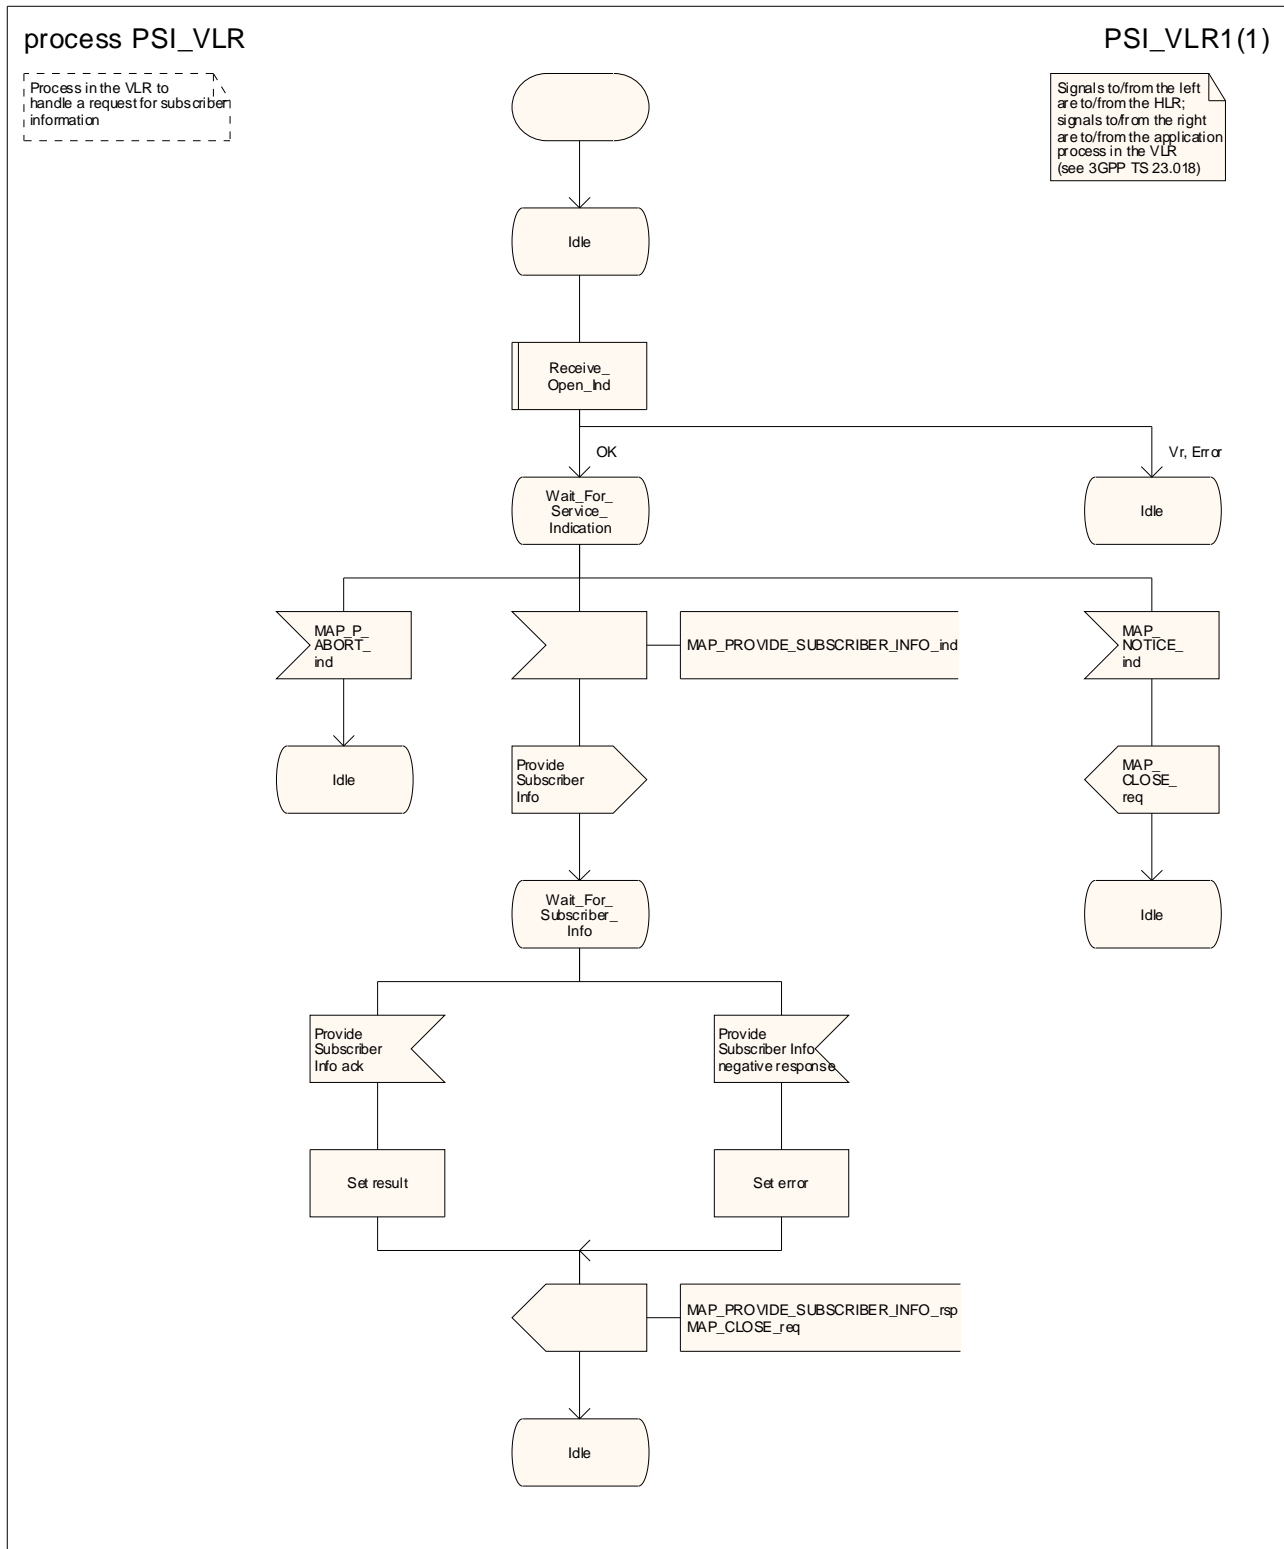 process PSI_VLR
PSI_VLR1(1)
Process in the VLR to
handle a request for subscriber
information
Signals to/from the left
are to/from the HLR;
signals to/from the right
are to/from the application
process in the VLR
(see 3GPP TS 23.018)
Idle
Receive_
Open_Ind
OK
Vr, Error
Wait_For_
Service_
Indication
Idle
MAP_P_
ABORT_
ind
MAP_PROVIDE_SUBSCRIBER_INFO_ind
MAP_
NOTICE_
ind
Idle
Provide
Subscriber
Info
MAP_
CLOSE_
req
Wait_For_
Subscriber_
Info
Idle
Provide
Subscriber
Info ack
Provide
Subscriber Info
negative response
Set result
Set error
MAP_PROVIDE_SUBSCRIBER_INFO_rsp
MAP_CLOSE_req
Idle